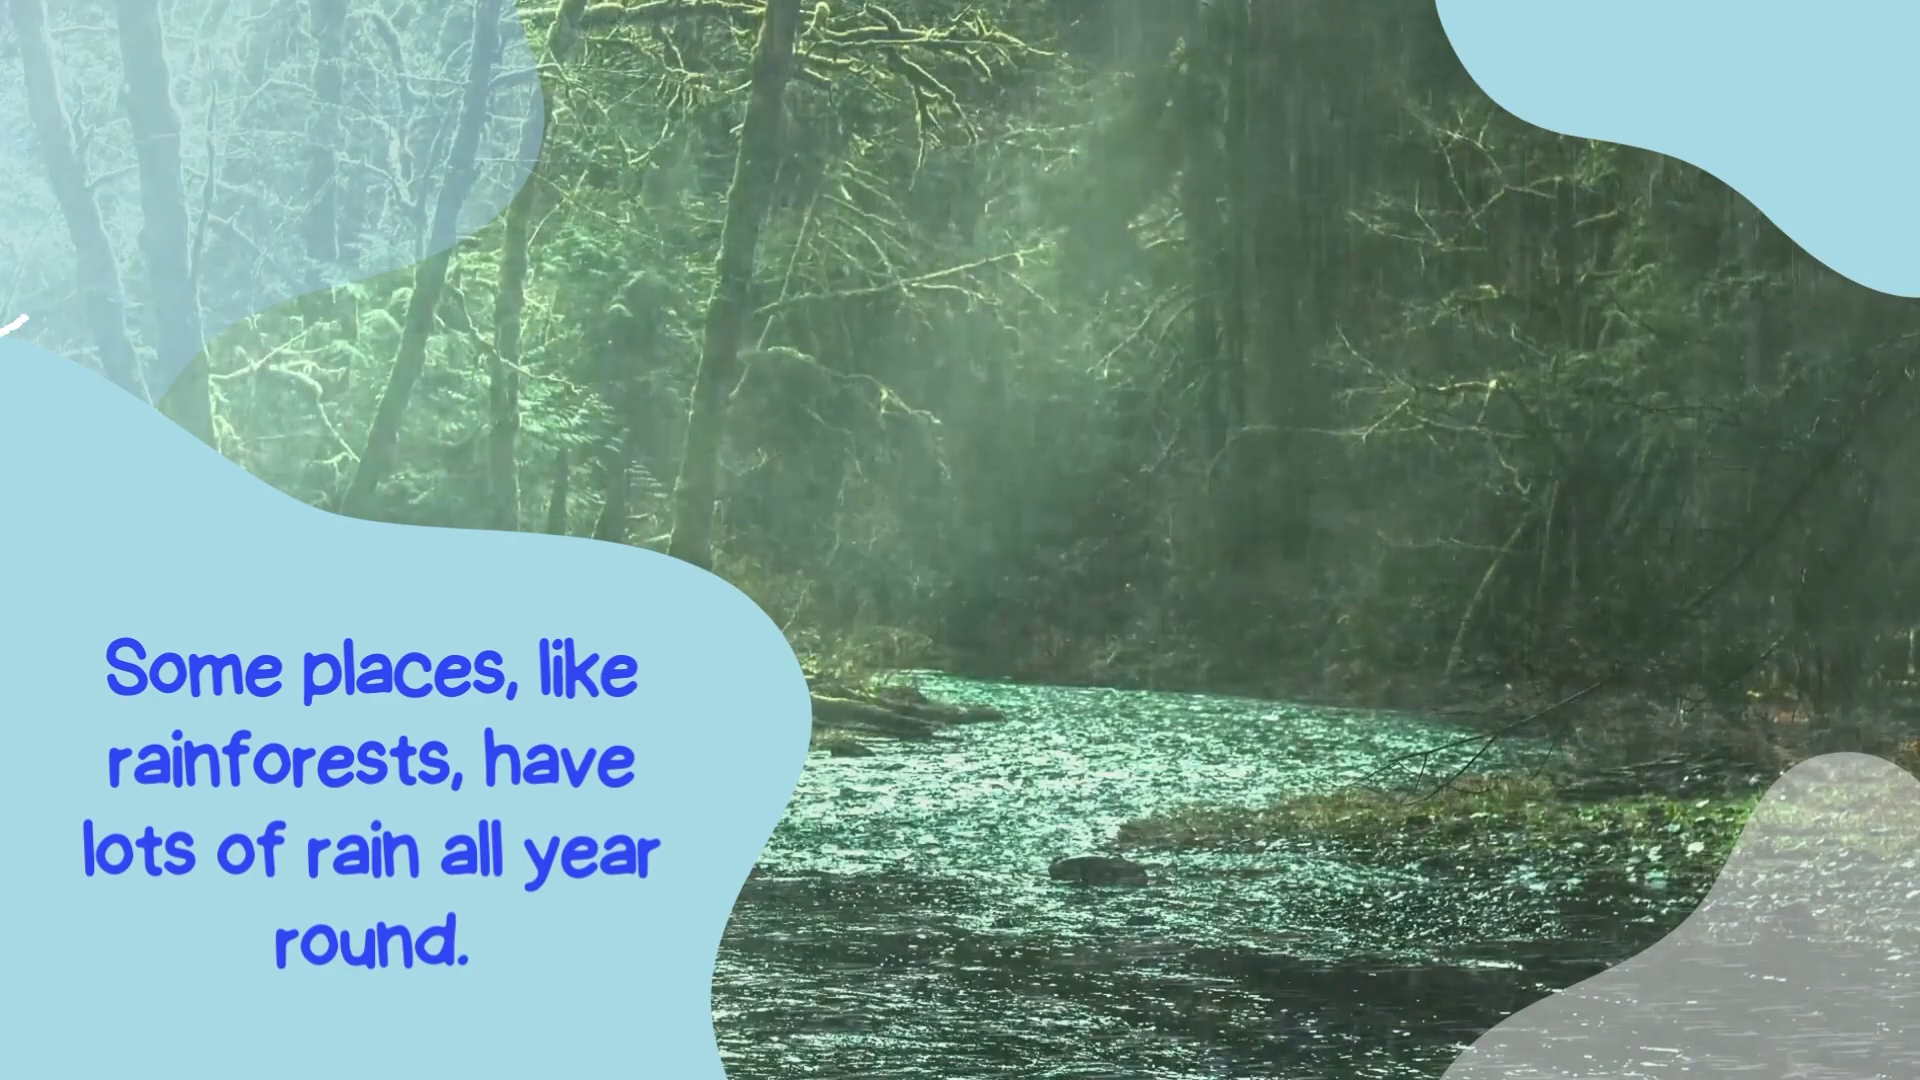 Some places, like
rainforests, have
lots of rain all year
round.